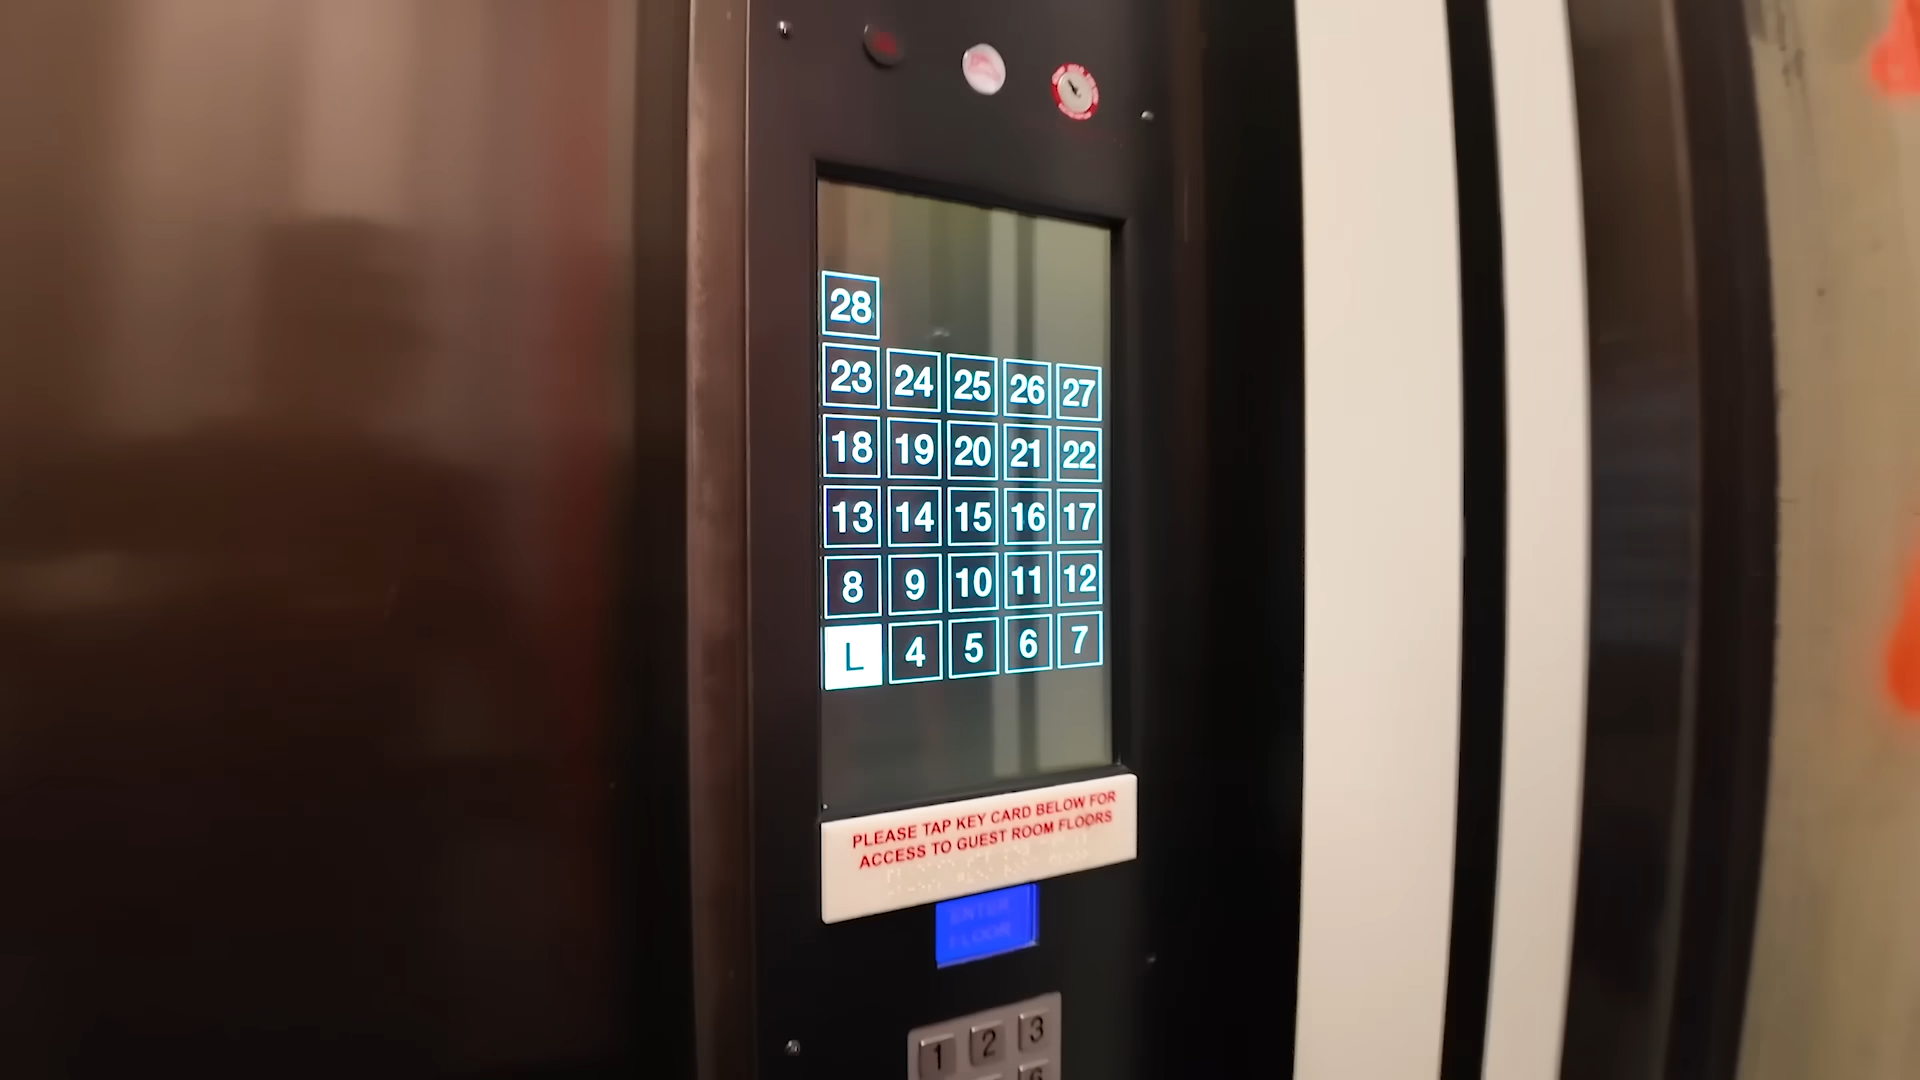 28
23 24 25 26 27
18 19 20 21 22
13 14 15 16 17
8 9 10 11 12
L 4 5 6 7
PLEASE TAP KEY CARD BELOW FOR
ACCESS TO GUEST ROOM FLOORS
ENTER
FLOOR
1 2 3